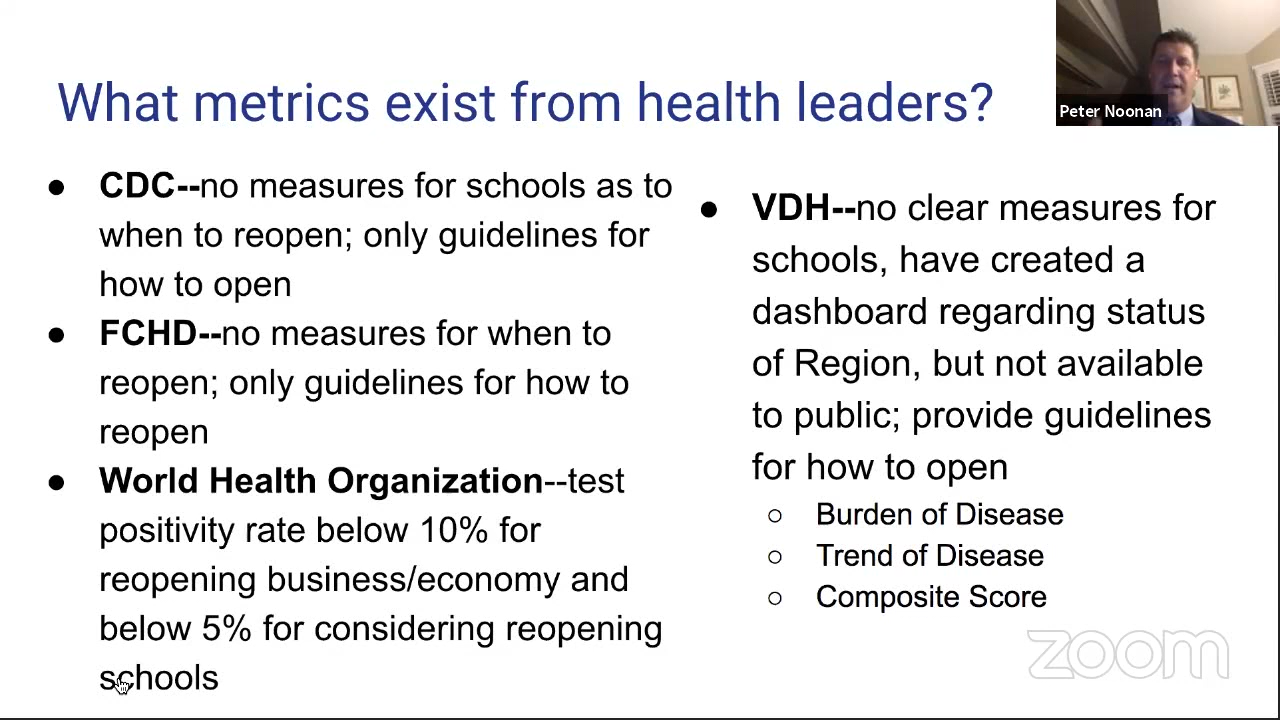 What metrics exist from health leaders?
Peter Noonan
● CDC--no measures for schools as to
when to reopen; only guidelines for
how to open
● FCHD--no measures for when to
reopen; only guidelines for how to
reopen
● World Health Organization--test
positivity rate below 10% for
reopening business/economy and
below 5% for considering reopening
schools
● VDH--no clear measures for
schools, have created a
dashboard regarding status
of Region, but not available
to public; provide guidelines
for how to open
○ Burden of Disease
○ Trend of Disease
○ Composite Score
zoom